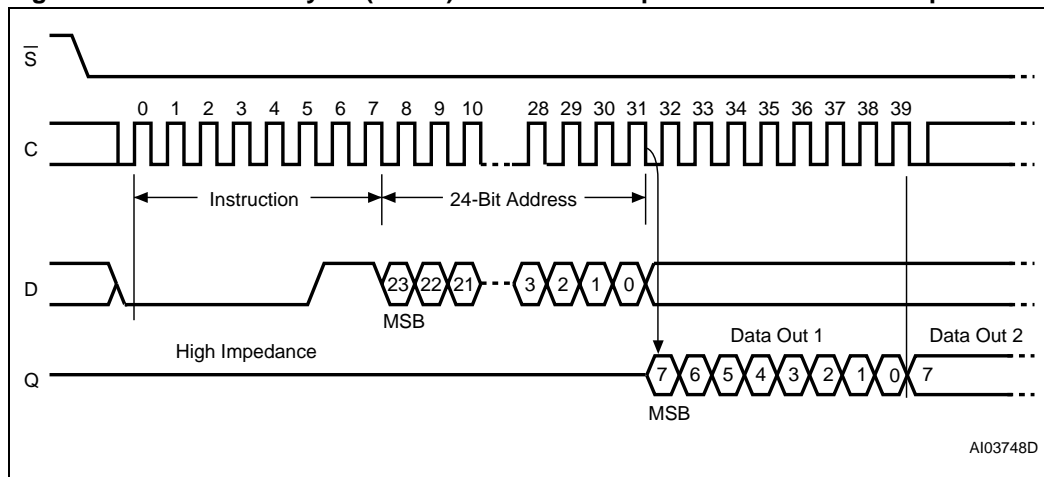 S
0 1 2 3 4 5 6 7 8 9 10 28 29 30 31 32 33 34 35 36 37 38 39
C
Instruction 24-Bit Address
D
23 22 21 3 2 1 0
MSB
High Impedance
Data Out 1 Data Out 2
Q
7 6 5 4 3 2 1 0 7
MSB
AI03748D